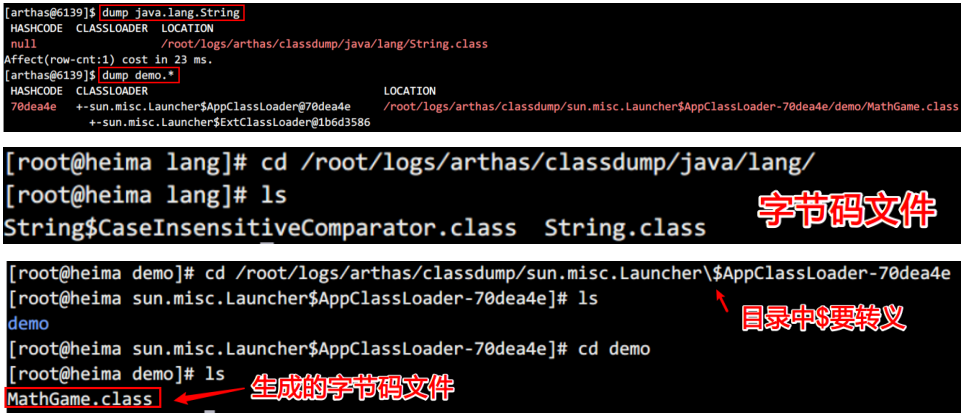 [arthas@6139]$ dump java.lang.String
HASHCODE CLASSLOADER LOCATION
null /root/logs/arthas/classdump/java/lang/String.class
Affect(row-cnt:1) cost in 23 ms.
[arthas@6139]$ dump demo.*
HASHCODE CLASSLOADER LOCATION
70dea4e +-sun.misc.Launcher$AppClassLoader@70dea4e /root/logs/arthas/classdump/sun.misc.Launcher$AppClassLoader-70dea4e/demo/MathGame.class
+-sun.misc.Launcher$ExtClassLoader@1b6d3586
[root@heima lang]# cd /root/logs/arthas/classdump/java/lang/
[root@heima lang]# ls
字节码文件
String$CaseInsensitiveComparator.class String.class
[root@heima demo]# cd /root/logs/arthas/classdump/sun.misc.Launcher\$AppClassLoader-70dea4e
[root@heima sun.misc.Launcher$AppClassLoader-70dea4e]# ls
目录中$要转义
demo
[root@heima sun.misc.Launcher$AppClassLoader-70dea4e]# cd demo
[root@heima demo]# ls
生成的字节码文件
MathGame.class